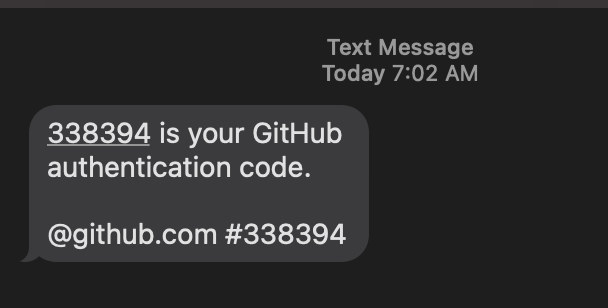 Text Message
Today 7:02 AM
338394 is your GitHub
authentication code.
@github.com #338394